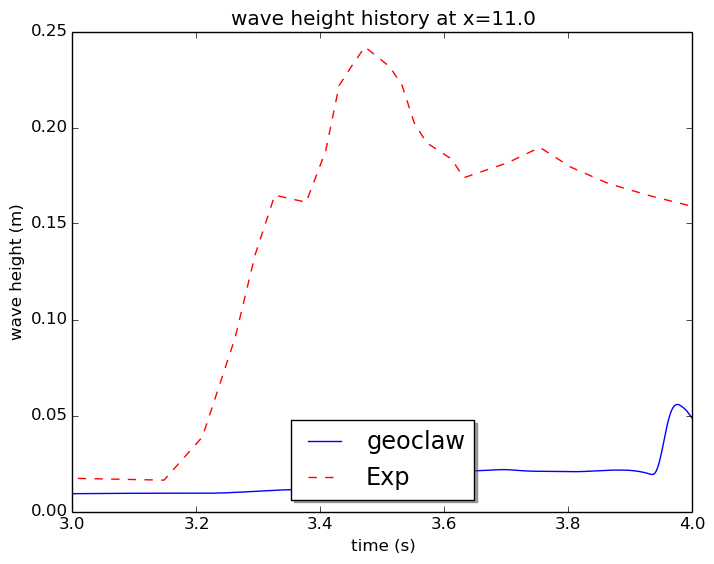 wave height history at x=11.0
wave height (m)
0.25
0.20
0.15
0.10
0.05
0.00
geoclaw
Exp
3.0 3.2 3.4 3.6 3.8 4.0
time (s)